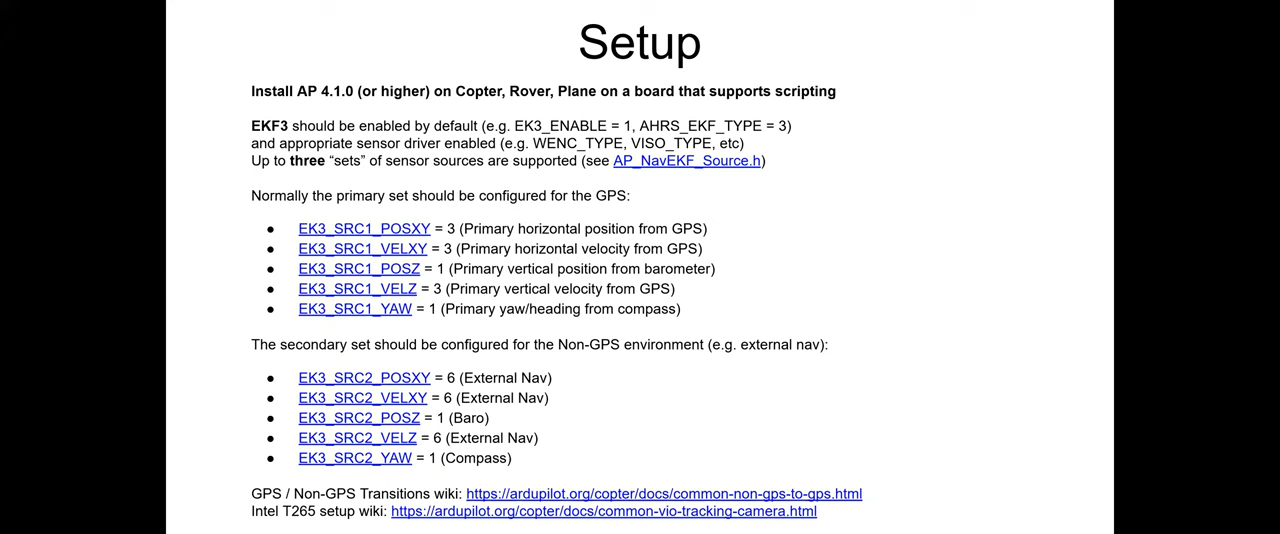 Setup
Install AP 4.1.0 (or higher) on Copter, Rover, Plane on a board that supports scripting
EKF3 should be enabled by default (e.g. EK3_ENABLE = 1, AHRS_EKF_TYPE = 3)
and appropriate sensor driver enabled (e.g. WENC_TYPE, VISO_TYPE, etc)
Up to three “sets” of sensor sources are supported (see AP_NavEKF_Source.h)
Normally the primary set should be configured for the GPS:
● EK3_SRC1_POSXY = 3 (Primary horizontal position from GPS)
● EK3_SRC1_VELXY = 3 (Primary horizontal velocity from GPS)
● EK3_SRC1_POSZ = 1 (Primary vertical position from barometer)
● EK3_SRC1_VELZ = 3 (Primary vertical velocity from GPS)
● EK3_SRC1_YAW = 1 (Primary yaw/heading from compass)
The secondary set should be configured for the Non-GPS environment (e.g. external nav):
● EK3_SRC2_POSXY = 6 (External Nav)
● EK3_SRC2_VELXY = 6 (External Nav)
● EK3_SRC2_POSZ = 1 (Baro)
● EK3_SRC2_VELZ = 6 (External Nav)
● EK3_SRC2_YAW = 1 (Compass)
GPS / Non-GPS Transitions wiki: https://ardupilot.org/copter/docs/common-non-gps-to-gps.html
Intel T265 setup wiki: https://ardupilot.org/copter/docs/common-vio-tracking-camera.html